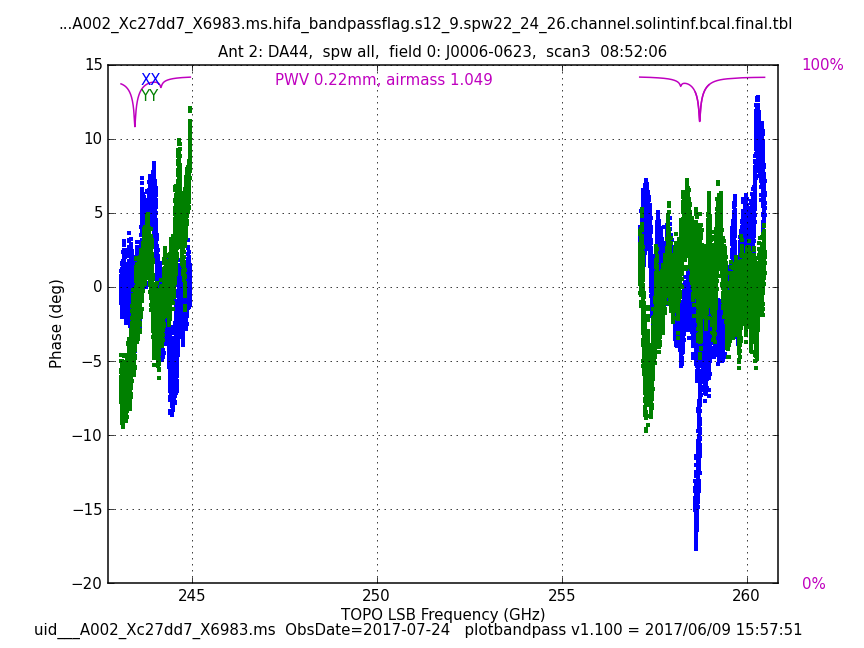 ...A002_Xc27dd7_X6983.ms.hifa_bandpassflag.s12_9.spw22_24_26.channel.solintinf.bcal.final.tbl
Ant 2: DA44,  spw all,  field 0: J0006-0623,  scan3  08:52:06
15
10
5
0
−5
−10
−15
−20
Phase (deg)
XX
YY
PWV 0.22mm, airmass 1.049
100%
0%
245
250
255
260
TOPO LSB Frequency (GHz)
uid___A002_Xc27dd7_X6983.ms  ObsDate=2017-07-24   plotbandpass v1.100 = 2017/06/09 15:57:51